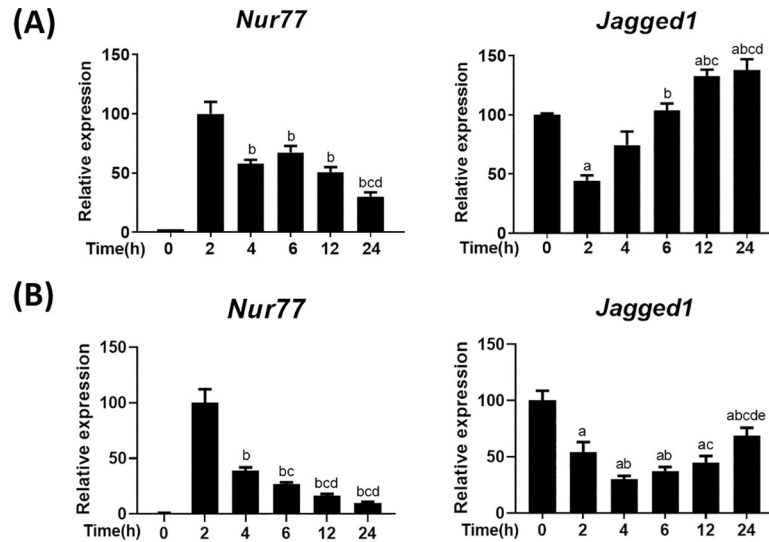 (A)
Nur77
Relative expression
150
100
50
0
b
b
b
bcd
Time(h) 0 2 4 6 12 24
Jagged1
Relative expression
150
100
50
0
a
b
abc
abcd
Time(h) 0 2 4 6 12 24
(B)
Nur77
Relative expression
150
100
50
0
b
bc
bcd
bcd
Time(h) 0 2 4 6 12 24
Jagged1
Relative expression
150
100
50
0
a
ab
ab
ac
abcde
Time(h) 0 2 4 6 12 24